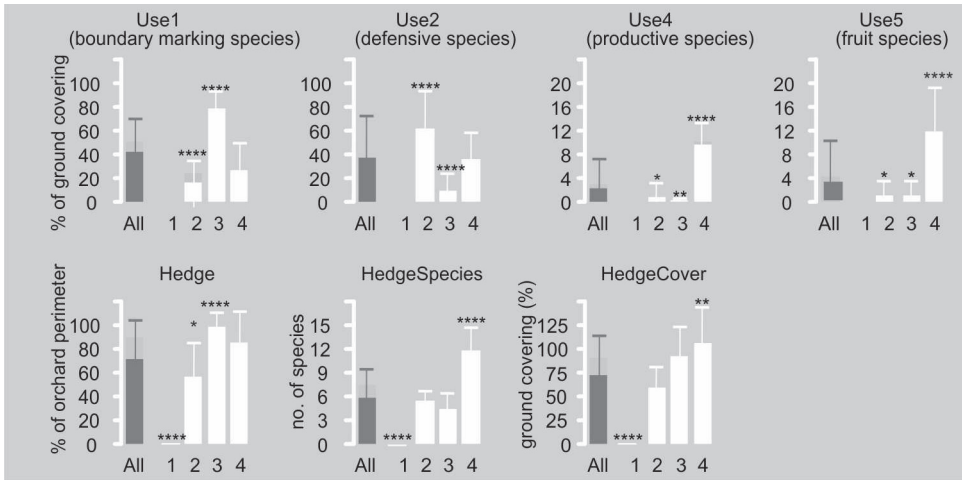 Use1
(boundary marking species)
Use2
(defensive species)
Use4
(productive species)
Use5
(fruit species)
% of ground covering
100
80
60
40
20
0
****
****
All 1 2 3 4
100
80
60
40
20
0
****
****
All 1 2 3 4
20
16
12
8
4
0
*
**
****
All 1 2 3 4
20
16
12
8
4
0
*
*
****
All 1 2 3 4
Hedge
% of orchard perimeter
100
80
60
40
20
0
****
*
****
All 1 2 3 4
HedgeSpecies
no. of species
15
12
9
6
3
0
****
****
All 1 2 3 4
HedgeCover
ground covering (%)
125
100
75
50
25
0
****
**
All 1 2 3 4